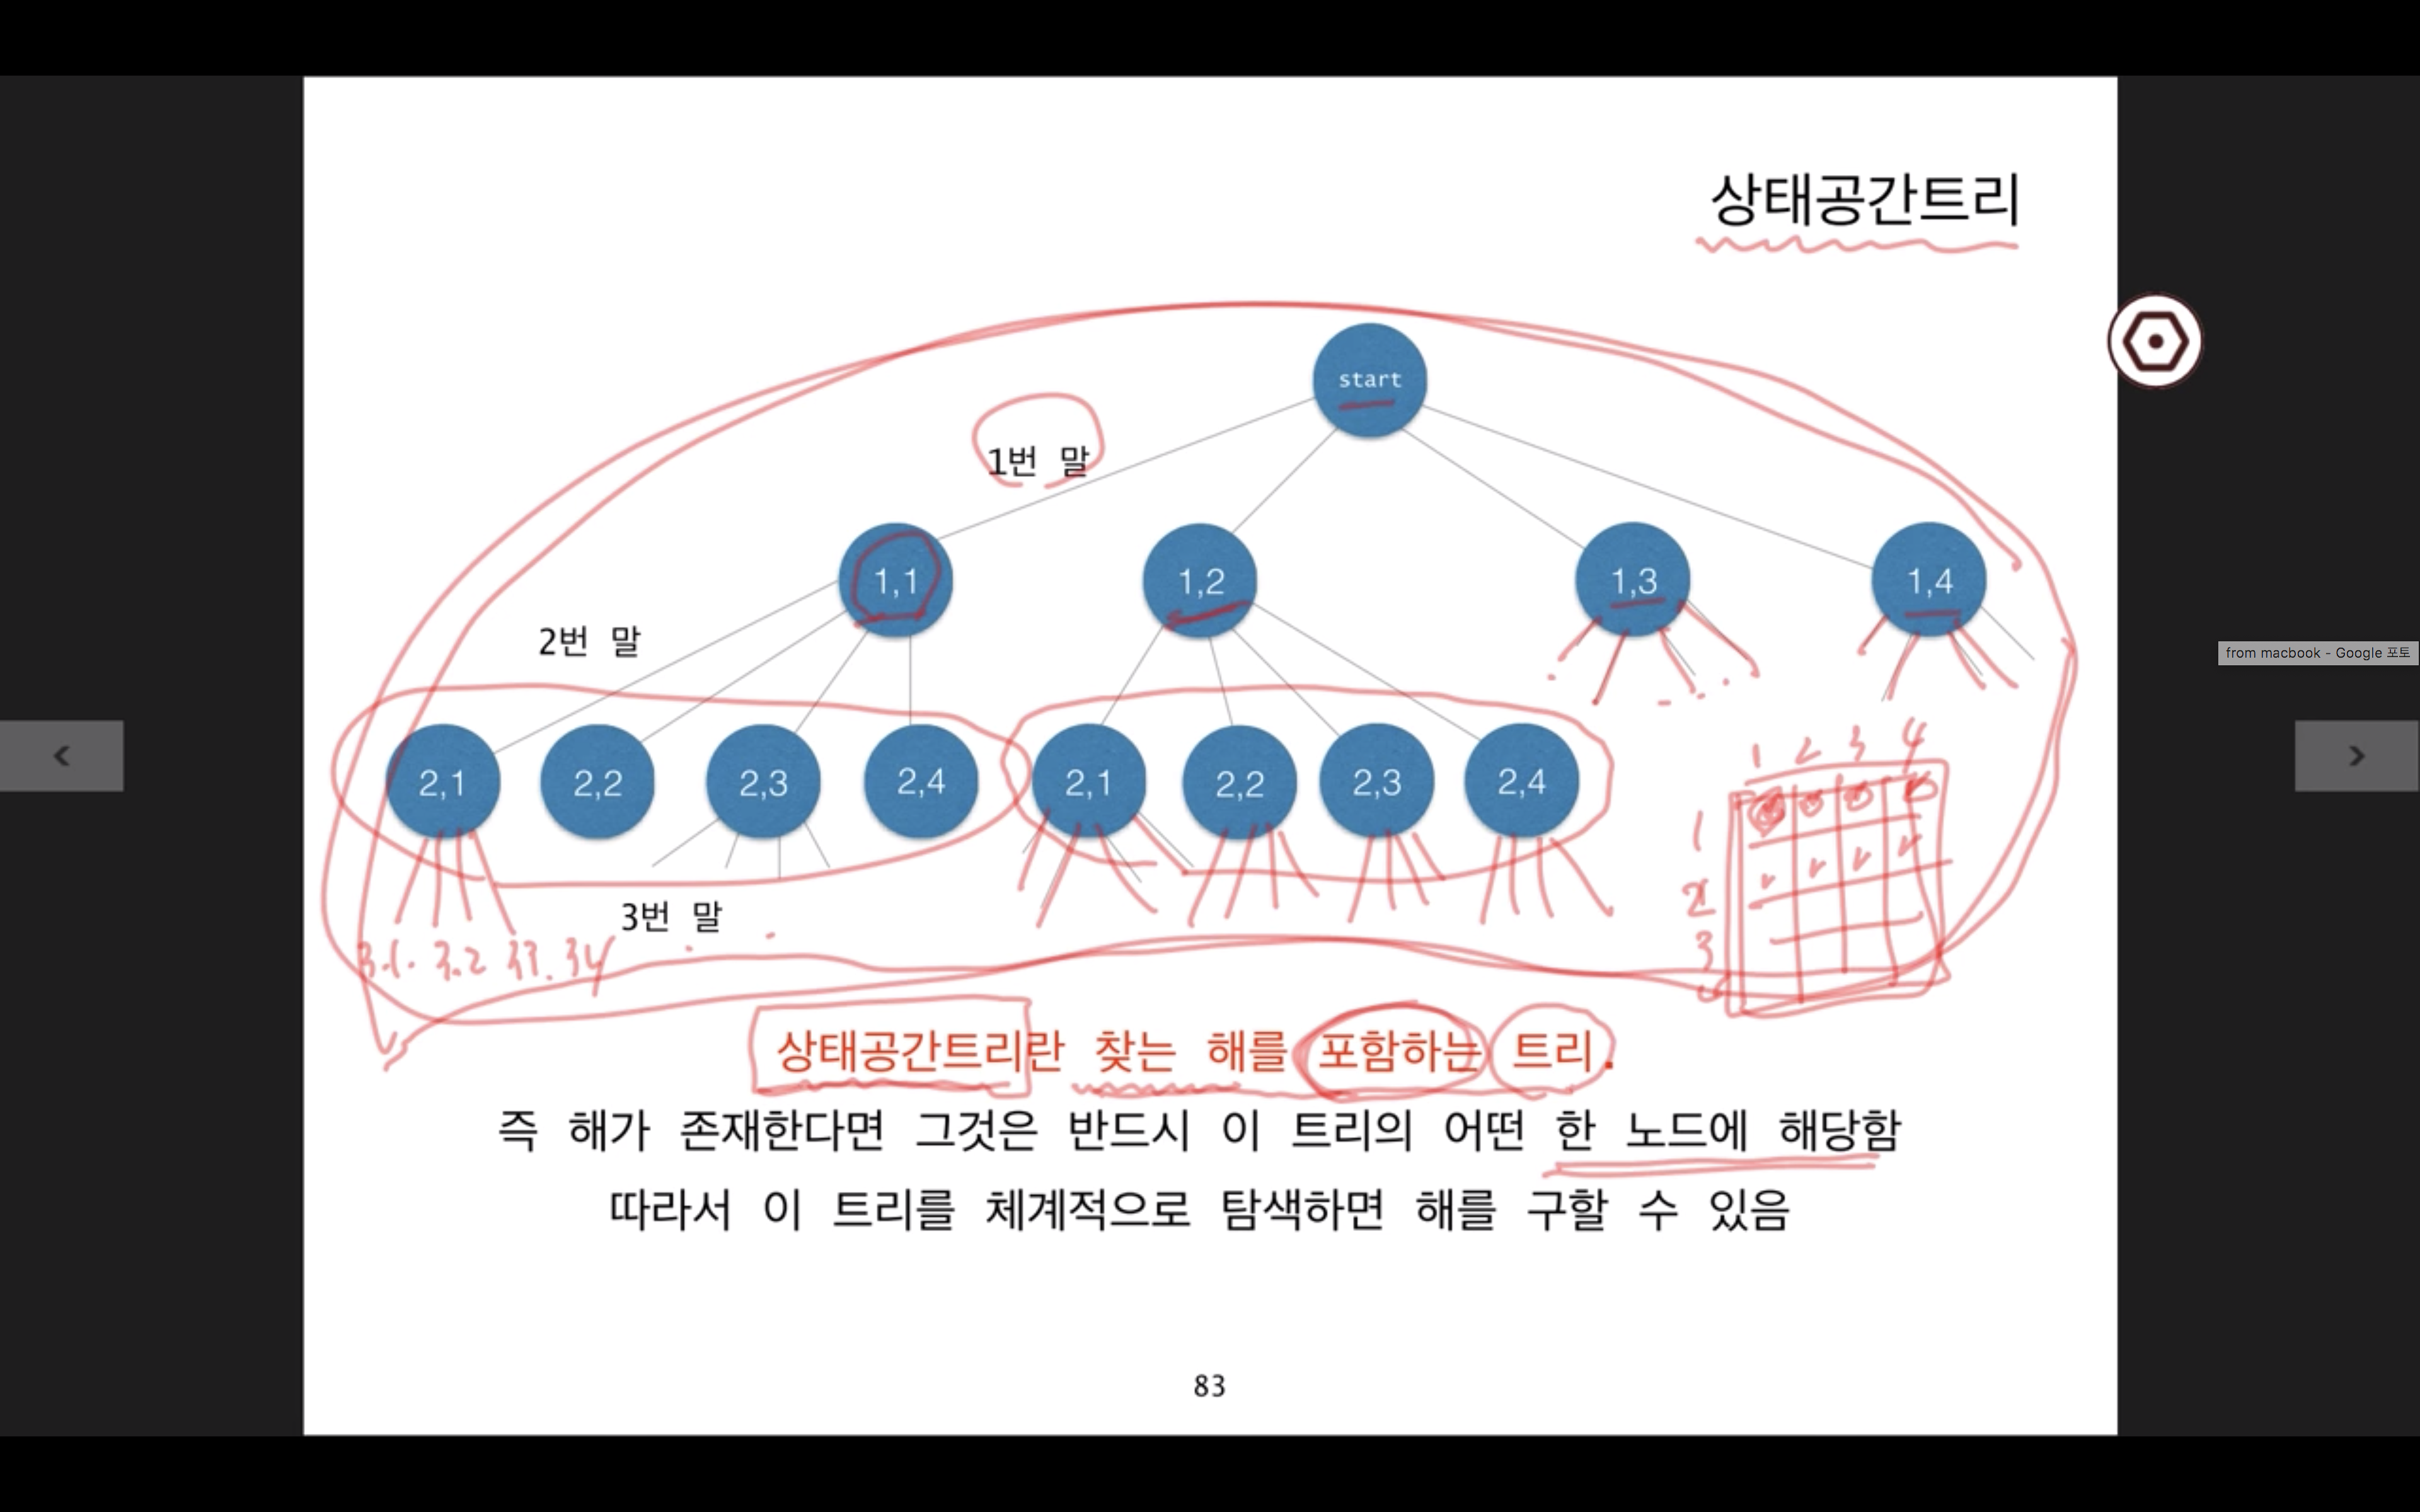 상태공간트리
start
1번 말
1,1 1,2 1,3 1,4
2번 말
from macbook - Google 포토
2,1 2,2 2,3 2,4 2,1 2,2 2,3 2,4
1 2 3 4
1
2
3
3번 말
3.1. 3.2 33. 34
상태공간트리란 찾는 해를 포함하는 트리.
즉 해가 존재한다면 그것은 반드시 이 트리의 어떤 한 노드에 해당함
따라서 이 트리를 체계적으로 탐색하면 해를 구할 수 있음
83